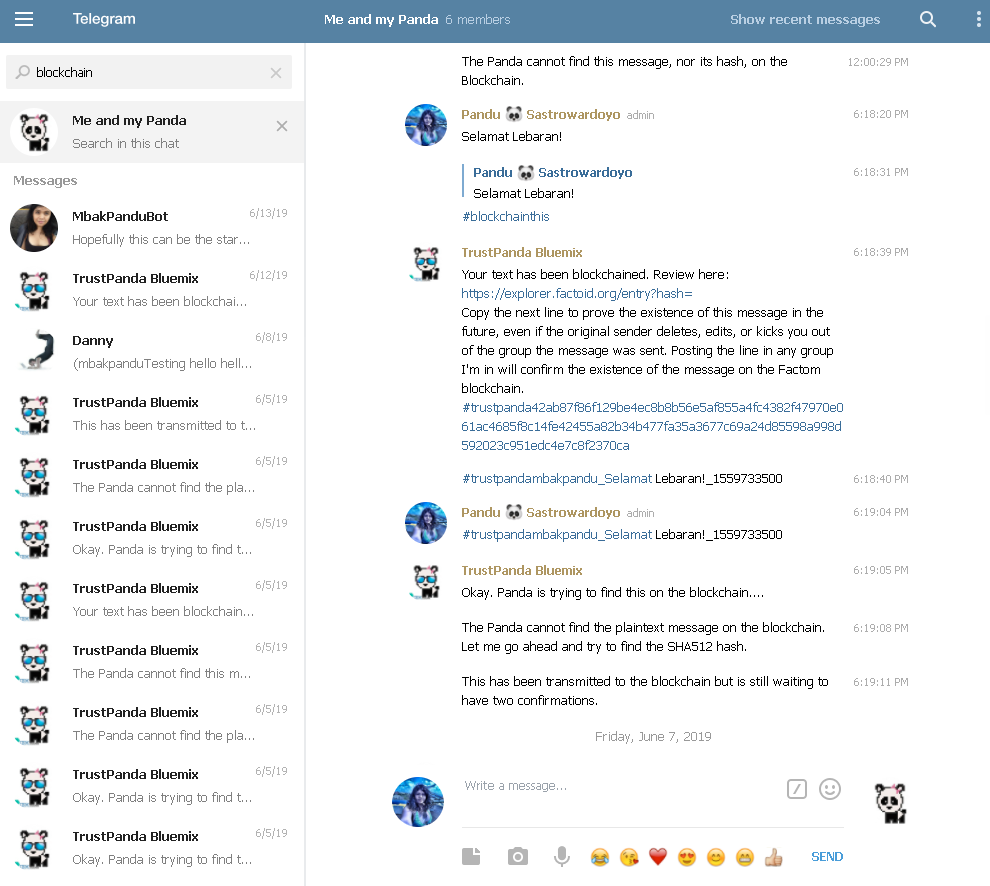 Telegram
Me and my Panda 6 members
Show recent messages
blockchain
Me and my Panda
Search in this chat
Messages
MbakPanduBot 6/13/19
Hopefully this can be the star...
TrustPanda Bluemix 6/12/19
Your text has been blockchai...
Danny 6/8/19
(mbakpanduTesting hello hell...
TrustPanda Bluemix 6/5/19
This has been transmitted to t...
TrustPanda Bluemix 6/5/19
The Panda cannot find the pla...
TrustPanda Bluemix 6/5/19
Okay. Panda is trying to find t...
TrustPanda Bluemix 6/5/19
Your text has been blockchain...
TrustPanda Bluemix 6/5/19
The Panda cannot find this m...
TrustPanda Bluemix 6/5/19
The Panda cannot find the pla...
TrustPanda Bluemix 6/5/19
Okay. Panda is trying to find t...
TrustPanda Bluemix 6/5/19
Okay. Panda is trying to find t...
The Panda cannot find this message, nor its hash, on the 12:00:29 PM
Blockchain.
Pandu 🐼 Sastrowardoyo admin 6:18:20 PM
Selamat Lebaran!
Pandu 🐼 Sastrowardoyo 6:18:31 PM
Selamat Lebaran!
#blockchainthis
TrustPanda Bluemix 6:18:39 PM
Your text has been blockchained. Review here:
https://explorer.factoid.org/entry?hash=
Copy the next line to prove the existence of this message in the
future, even if the original sender deletes, edits, or kicks you out
of the group the message was sent. Posting the line in any group
I'm in will confirm the existence of the message on the Factom
blockchain.
#trustpanda42ab87f86f129be4ec8b8b56e5af855a4fc4382f47970e0
61ac4685f8c14fe42455a82b34b477fa35a3677c69a24d85598a998d
592023c951edc4e7c8f2370ca
#trustpandambakpandu_Selamat Lebaran!_1559733500 6:18:40 PM
Pandu 🐼 Sastrowardoyo admin 6:19:04 PM
#trustpandambakpandu_Selamat Lebaran!_1559733500
TrustPanda Bluemix 6:19:05 PM
Okay. Panda is trying to find this on the blockchain....
The Panda cannot find the plaintext message on the blockchain. 6:19:08 PM
Let me go ahead and try to find the SHA512 hash.
This has been transmitted to the blockchain but is still waiting to 6:19:11 PM
have two confirmations.
Friday, June 7, 2019
Write a message...
SEND